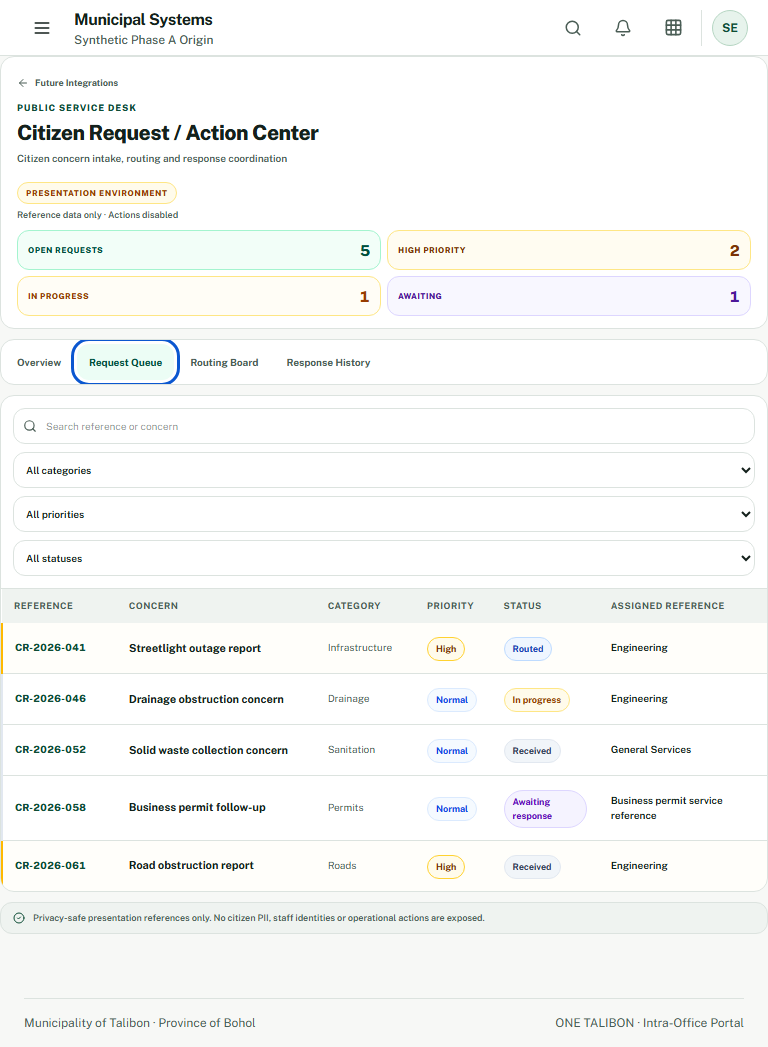 Municipal Systems
Synthetic Phase A Origin
SE
Future Integrations
PUBLIC SERVICE DESK
Citizen Request / Action Center
Citizen concern intake, routing and response coordination
PRESENTATION ENVIRONMENT
Reference data only · Actions disabled
OPEN REQUESTS 5
HIGH PRIORITY 2
IN PROGRESS 1
AWAITING 1
Overview Request Queue Routing Board Response History
Search reference or concern
All categories
All priorities
All statuses
REFERENCE CONCERN CATEGORY PRIORITY STATUS ASSIGNED REFERENCE
CR-2026-041 Streetlight outage report Infrastructure High Routed Engineering
CR-2026-046 Drainage obstruction concern Drainage Normal In progress Engineering
CR-2026-052 Solid waste collection concern Sanitation Normal Received General Services
CR-2026-058 Business permit follow-up Permits Normal Awaiting response Business permit service reference
CR-2026-061 Road obstruction report Roads High Received Engineering
Privacy-safe presentation references only. No citizen PII, staff identities or operational actions are exposed.
Municipality of Talibon · Province of Bohol
ONE TALIBON · Intra-Office Portal